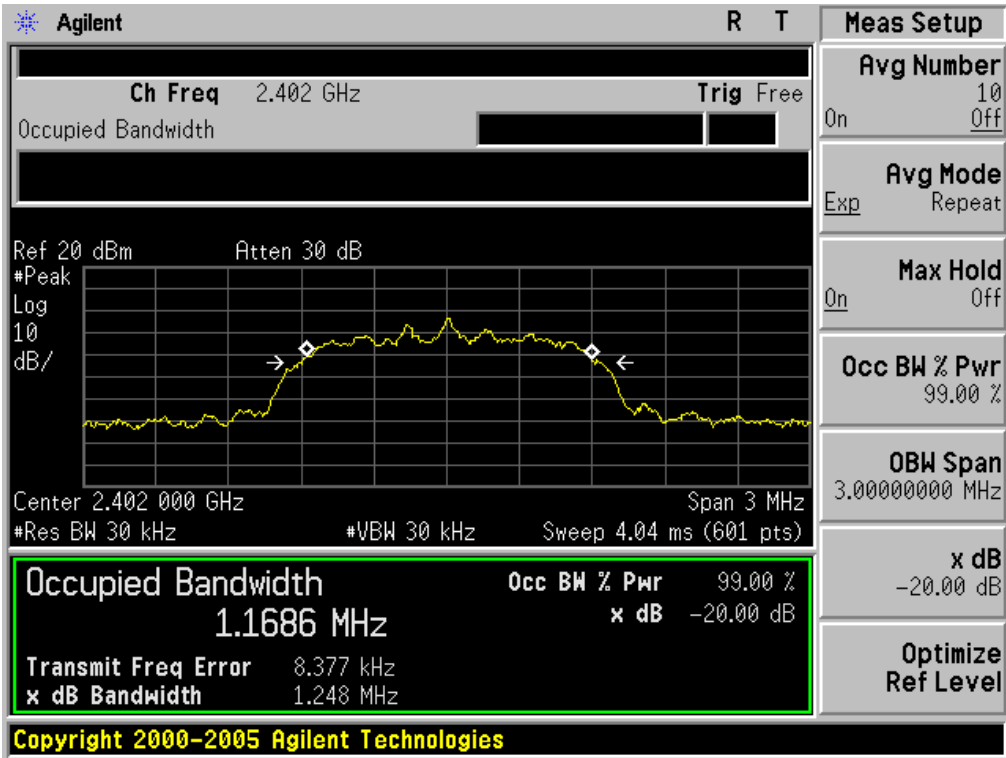 Agilent R T
Ch Freq 2.402 GHz Trig Free
Occupied Bandwidth
Ref 20 dBm Atten 30 dB
#Peak
Log
10
dB/
Center 2.402 000 GHz Span 3 MHz
#Res BW 30 kHz #VBW 30 kHz Sweep 4.04 ms (601 pts)
Occupied Bandwidth Occ BW % Pwr 99.00 %
1.1686 MHz x dB -20.00 dB
Transmit Freq Error 8.377 kHz
x dB Bandwidth 1.248 MHz
Copyright 2000-2005 Agilent Technologies
Meas Setup
Avg Number
10
On Off
Avg Mode
Exp Repeat
Max Hold
On Off
Occ BW % Pwr
99.00 %
OBW Span
3.00000000 MHz
x dB
-20.00 dB
Optimize
Ref Level